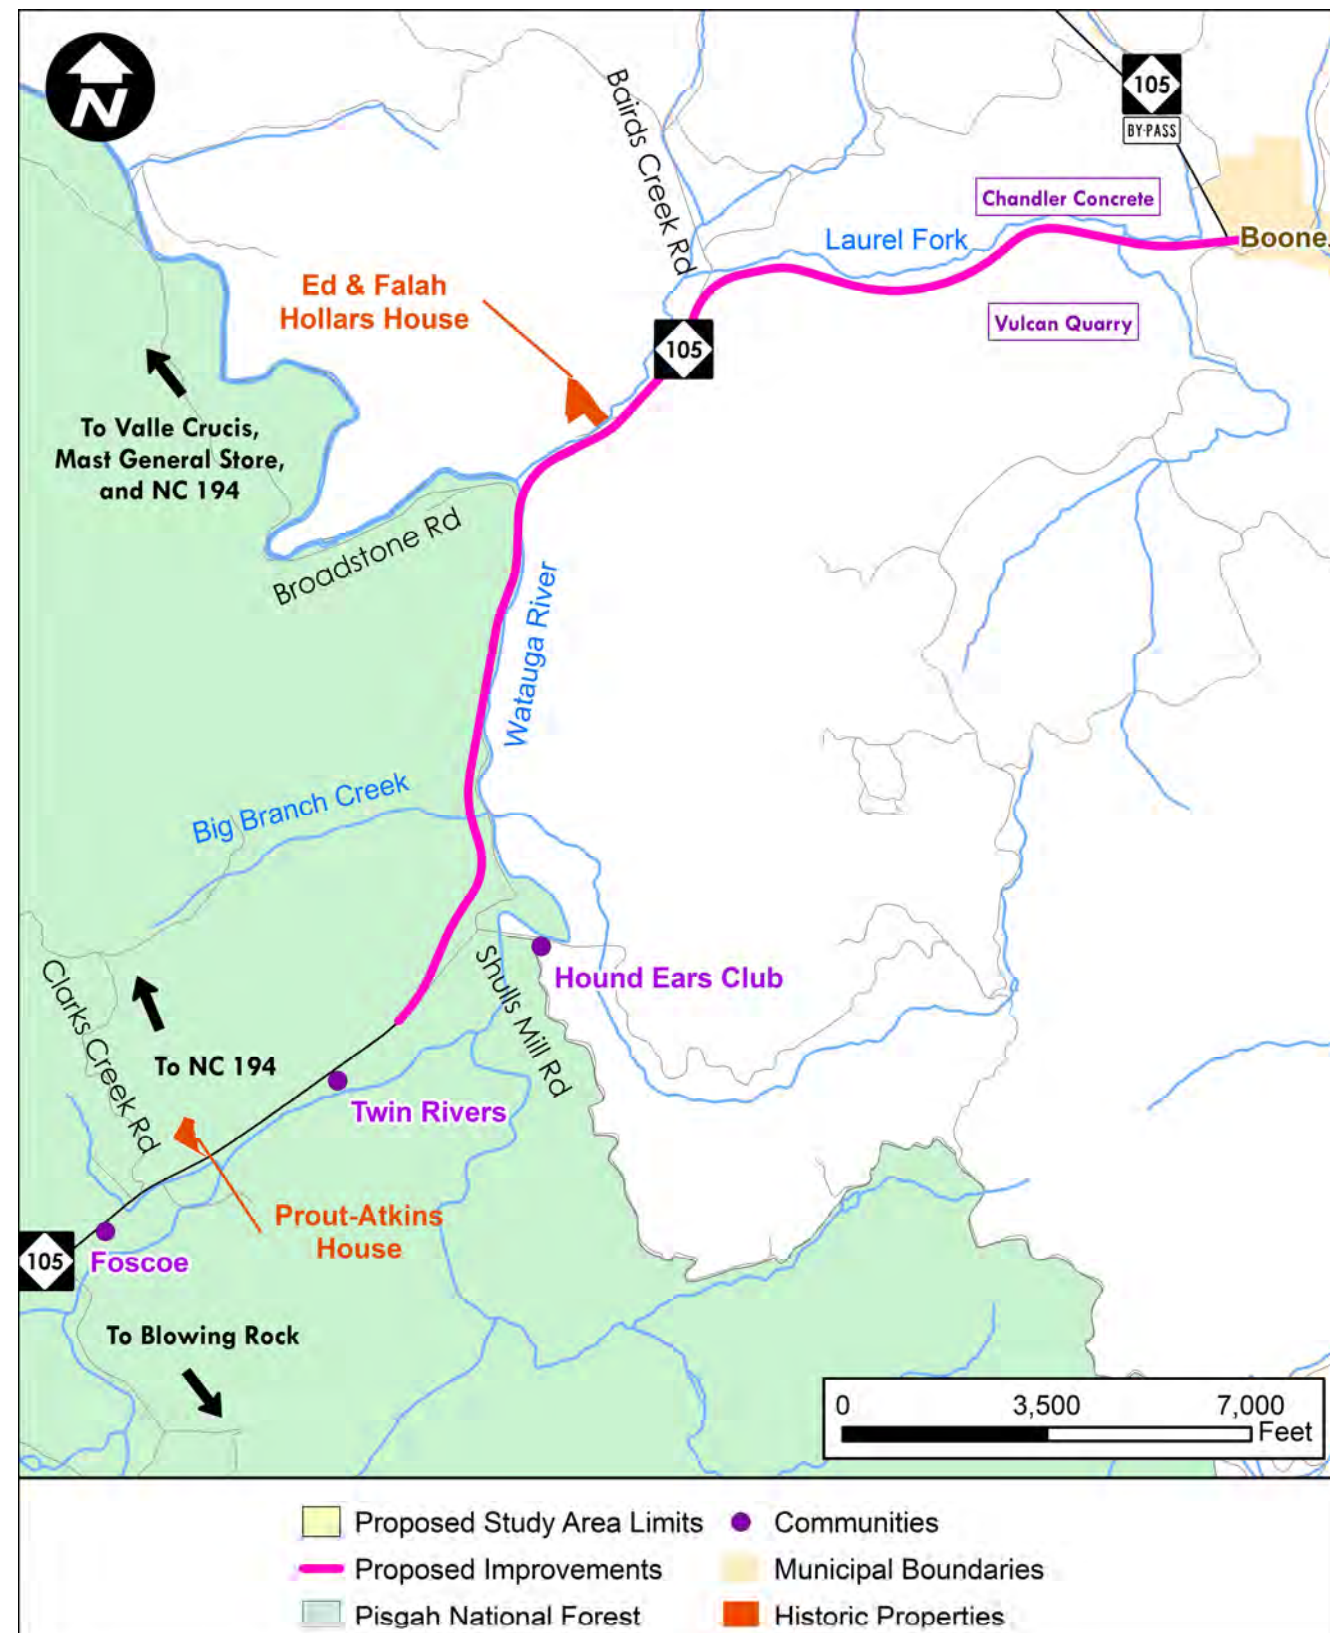 N
Bairds Creek Rd
105
BY-PASS
Chandler Concrete
Laurel Fork
Boone
Ed & Falah
Hollars House
Vulcan Quarry
105
To Valle Crucis,
Mast General Store,
and NC 194
Broadstone Rd
Watauga River
Big Branch Creek
Hound Ears Club
Shulls Mill Rd
Clarks Creek Rd
To NC 194
Twin Rivers
Prout-Atkins
House
105
Foscoe
To Blowing Rock
0 3,500 7,000
Feet
Proposed Study Area Limits
Communities
Proposed Improvements
Municipal Boundaries
Pisgah National Forest
Historic Properties